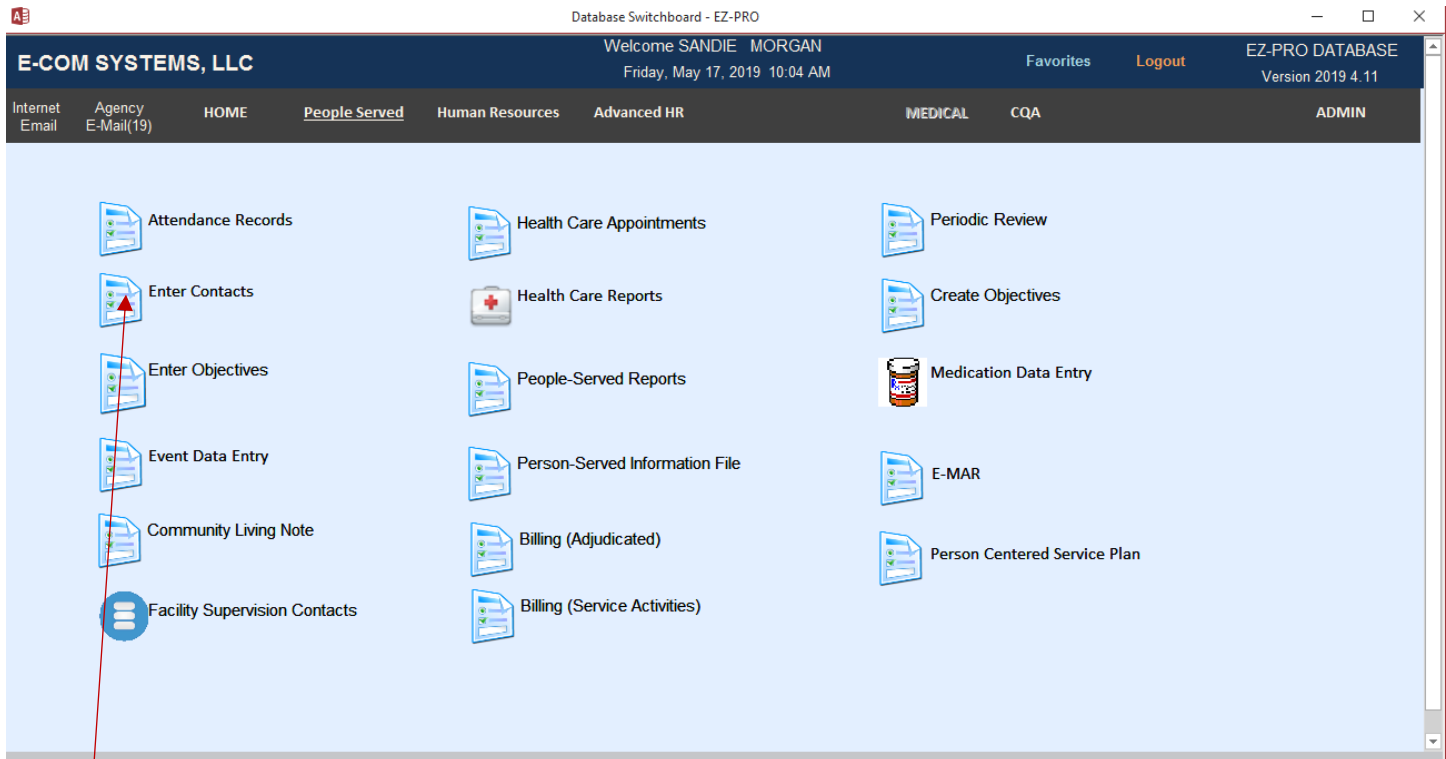 Database Switchboard - EZ-PRO
E-COM SYSTEMS, LLC
Welcome SANDIE MORGAN
Friday, May 17, 2019 10:04 AM
Favorites
Logout
EZ-PRO DATABASE
Version 2019 4.11
Internet Email
Agency E-Mail(19)
HOME
People Served
Human Resources
Advanced HR
MEDICAL
CQA
ADMIN
Attendance Records
Health Care Appointments
Periodic Review
Enter Contacts
Health Care Reports
Create Objectives
Enter Objectives
People-Served Reports
Medication Data Entry
Event Data Entry
Person-Served Information File
E-MAR
Community Living Note
Billing (Adjudicated)
Person Centered Service Plan
Facility Supervision Contacts
Billing (Service Activities)